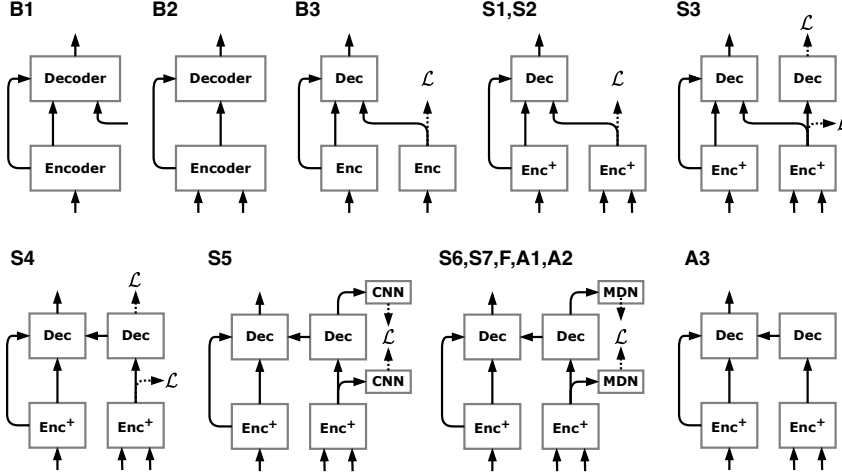 B1 B2 B3 S1,S2 S3
ℒ
Decoder Decoder Dec ℒ Dec ℒ Dec Dec
ℒ
Encoder Encoder Enc Enc Enc+ Enc+ Enc+ Enc+
S4 S5 S6,S7,F,A1,A2 A3
ℒ CNN MDN
Dec Dec Dec Dec ℒ Dec Dec ℒ Dec Dec
ℒ CNN MDN
Enc+ Enc+ Enc+ Enc+ Enc+ Enc+ Enc+ Enc+